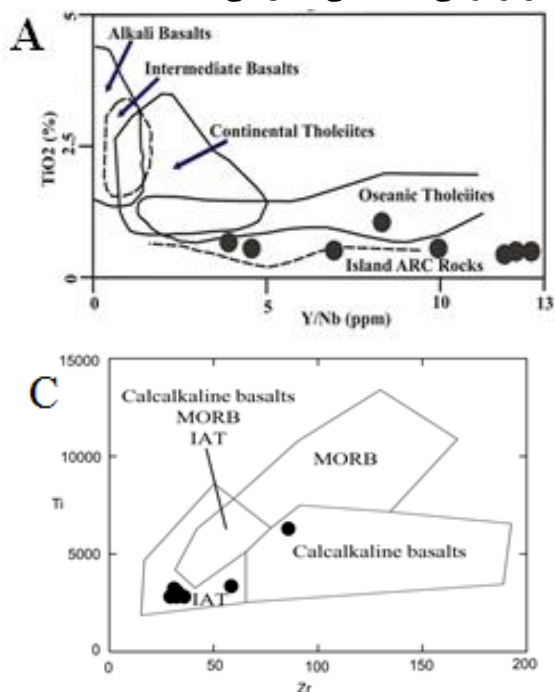 A
5
Alkali Basalts
Intermediate Basalts
Continental Tholeiites
Oseanic Tholeiites
Island ARC Rocks
TiO2 (%)
2.5
0
0
5
10
13
Y/Nb (ppm)
C
15000
10000
5000
0
Ti
Calcalkaline basalts
MORB
IAT
MORB
Calcalkaline basalts
IAT
0
50
100
150
200
Zr